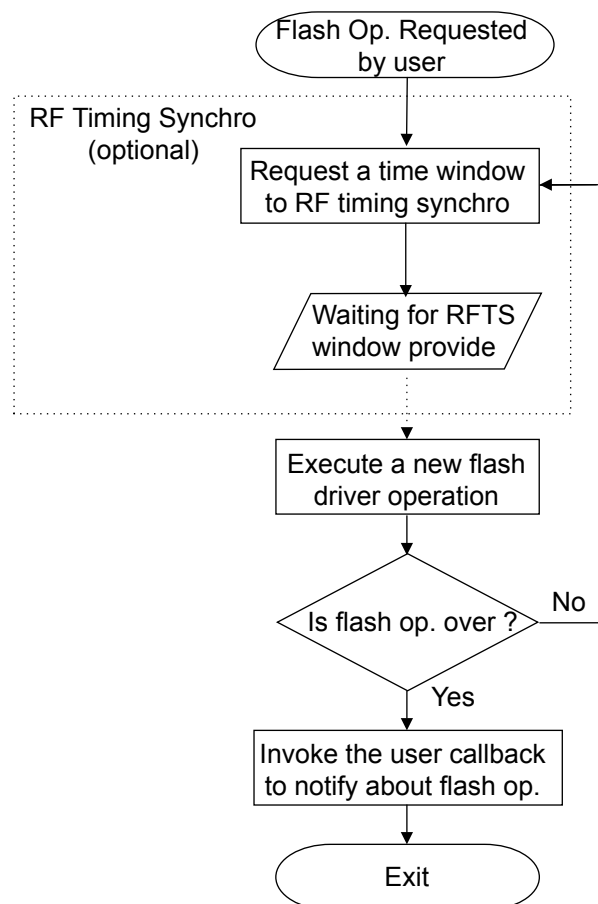 Flash Op. Requested
by user
RF Timing Synchro
(optional)
Request a time window
to RF timing synchro
Waiting for RFTS
window provide
Execute a new flash
driver operation
Is flash op. over ?
No
Yes
Invoke the user callback
to notify about flash op.
Exit